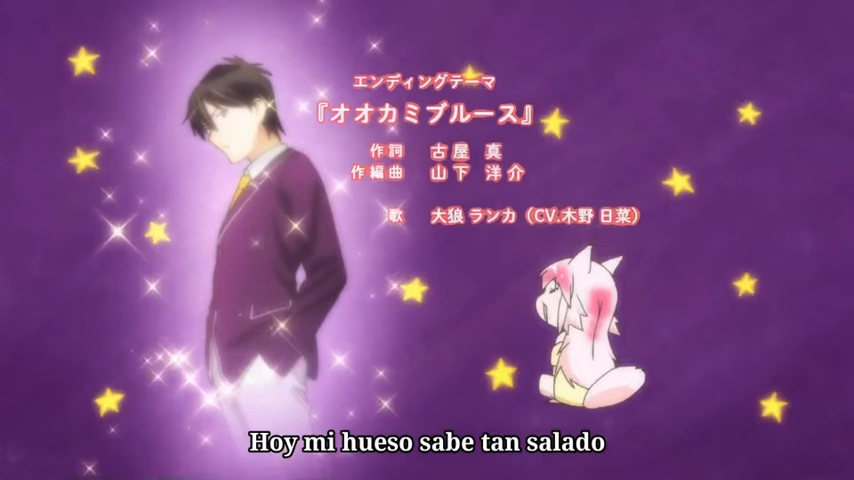 エンディングテーマ
『オオカミブルース』
作詞 古屋 真
作編曲 山下 洋介
歌 大狼 ランカ（CV.木野 日菜）
Hoy mi hueso sabe tan salado